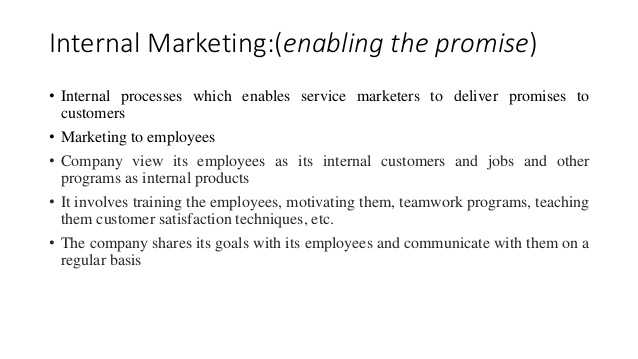 Internal Marketing:(enabling the promise)
• Internal processes which enables service marketers to deliver promises to
customers
• Marketing to employees
• Company view its employees as its internal customers and jobs and other
programs as internal products
• It involves training the employees, motivating them, teamwork programs, teaching
them customer satisfaction techniques, etc.
• The company shares its goals with its employees and communicate with them on a
regular basis